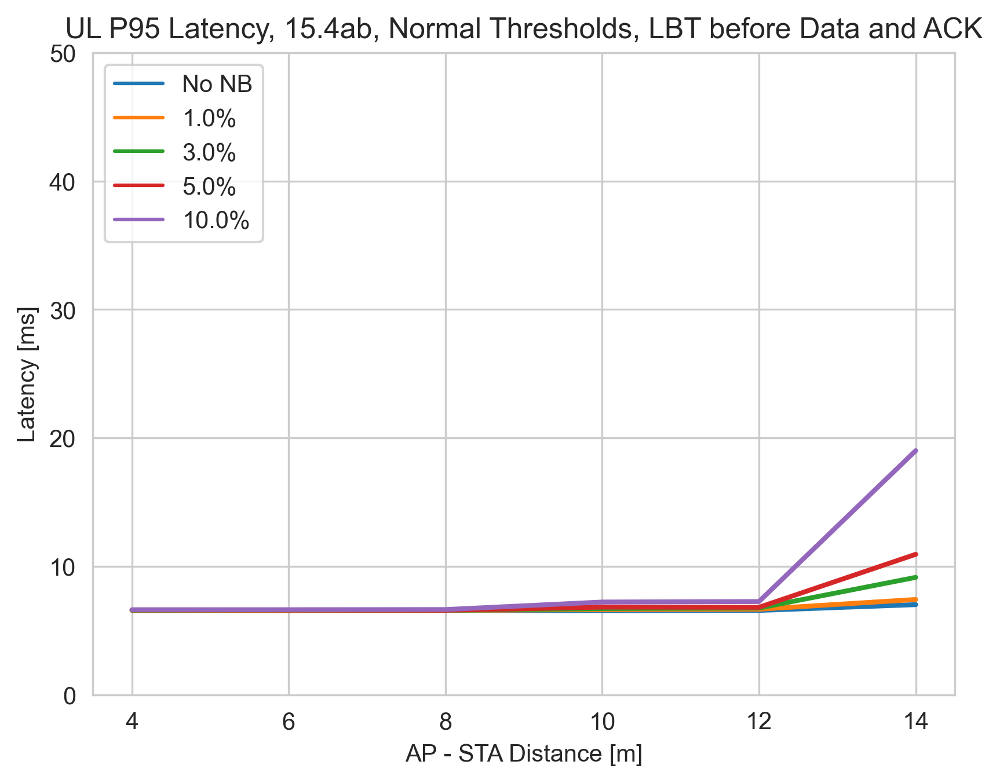 UL P95 Latency, 15.4ab, Normal Thresholds, LBT before Data and ACK
50
40
30
20
10
0
No NB
1.0%
3.0%
5.0%
10.0%
Latency [ms]
4 6 8 10 12 14
AP - STA Distance [m]